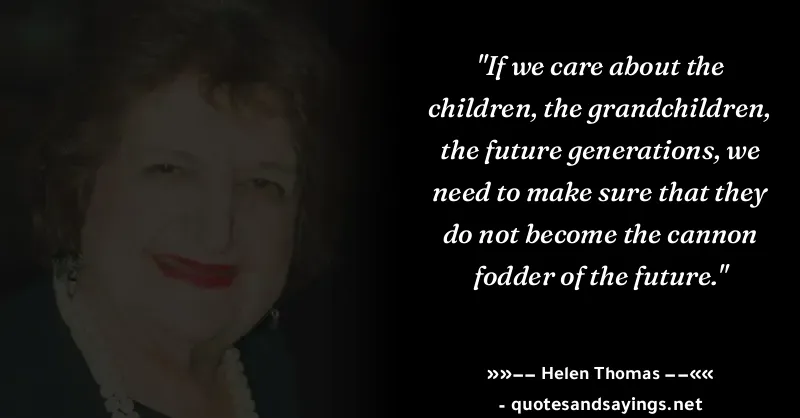 "If we care about the
children, the grandchildren,
the future generations, we
need to make sure that they
do not become the cannon
fodder of the future."
»»−− Helen Thomas −−««
- quotesandsayings.net